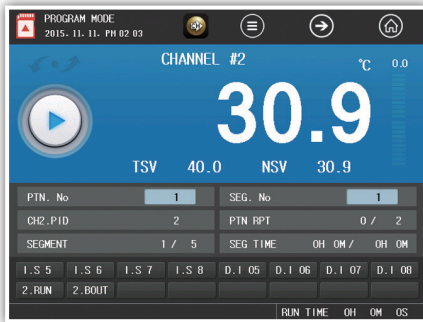 PROGRAM MODE
2015. 11. 11. PM 02 03
CHANNEL #2
℃ 0.0
30.9
TSV 40.0 NSV 30.9
PTN. No 1 SEG. No 1
CH2.PID 2 PTN RPT 0 / 2
SEGMENT 1 / 5 SEG TIME 0H 0M / 0H 0M
I.S 5 I.S 6 I.S 7 I.S 8 D.I 05 D.I 06 D.I 07 D.I 08
2.RUN 2.BOUT
RUN TIME 0H 0M 0S